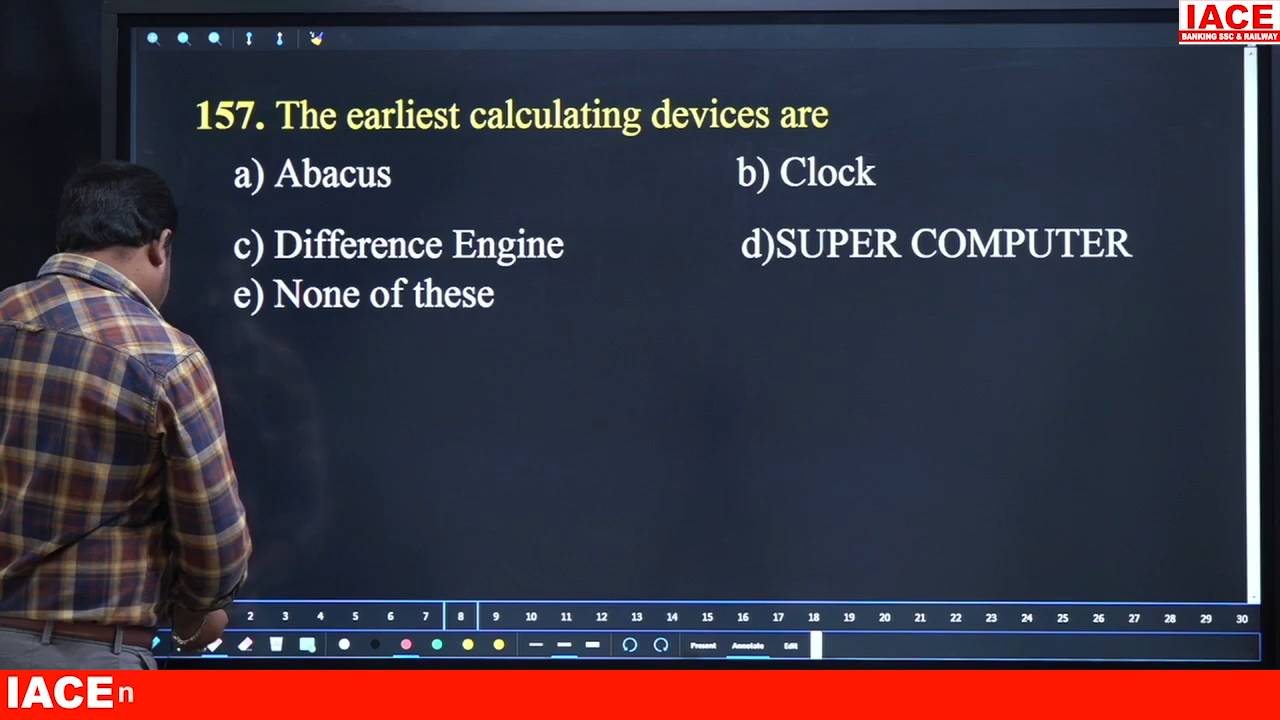 IACE
BANKING SSC & RAILWAY
157. The earliest calculating devices are
a) Abacus
b) Clock
c) Difference Engine
d)SUPER COMPUTER
e) None of these
2 3 4 5 6 7 8 9 10 11 12 13 14 15 16 17 18 19 20 21 22 23 24 25 26 27 28 29 30
Present Annotate Edit
IACE n